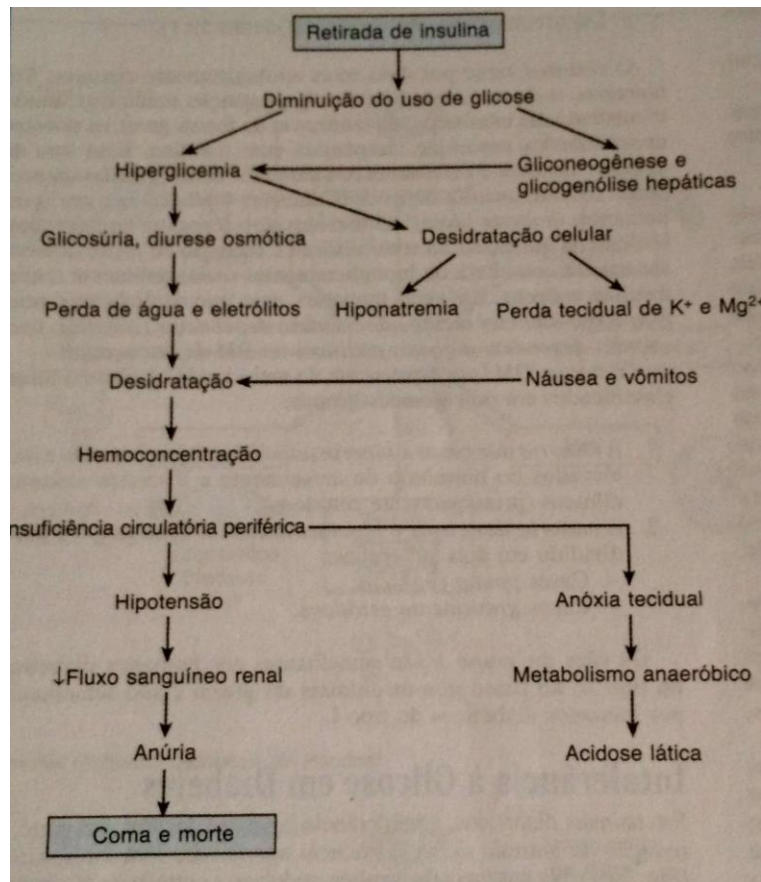 Retirada de insulina
Diminuição do uso de glicose
Hiperglicemia
Gliconeogênese e
glicogenólise hepáticas
Glicosúria, diurese osmótica
Desidratação celular
Perda de água e eletrólitos
Hiponatremia
Perda tecidual de K⁺ e Mg²⁺
Desidratação
Náusea e vômitos
Hemoconcentração
nsuficiência circulatória periférica
Hipotensão
Anóxia tecidual
↓Fluxo sanguíneo renal
Metabolismo anaeróbico
Anúria
Acidose lática
Coma e morte